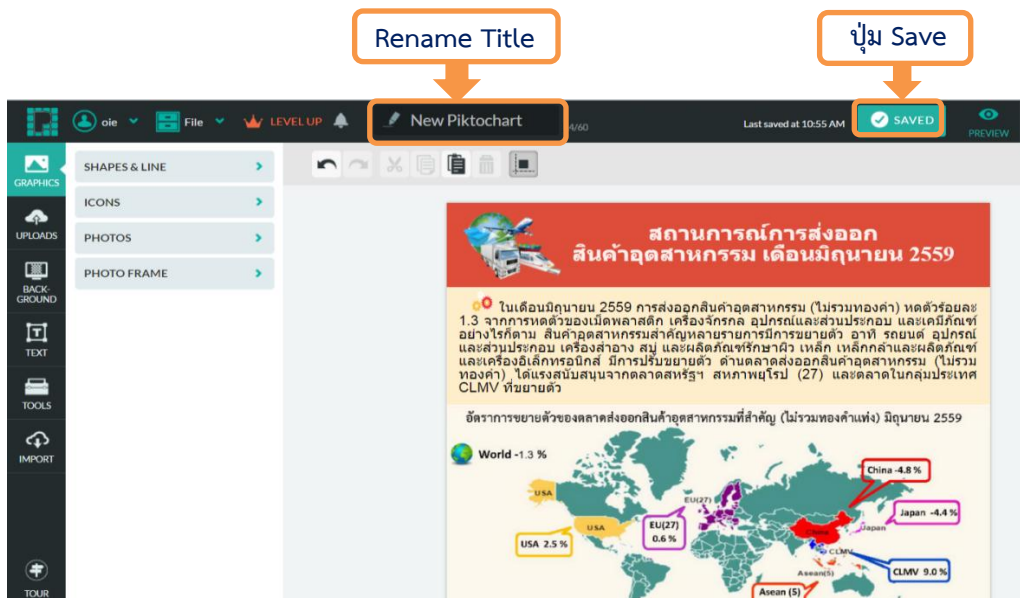 Rename Title
ปุ่ม Save
oie
File
LEVEL UP
New Piktochart
4/60
Last saved at 10:55 AM
SAVED
PREVIEW
GRAPHICS
UPLOADS
BACK-
GROUND
TEXT
TOOLS
IMPORT
TOUR
SHAPES & LINE
ICONS
PHOTOS
PHOTO FRAME
สถานการณ์การส่งออก
สินค้าอุตสาหกรรม เดือนมิถุนายน 2559
ในเดือนมิถุนายน 2559 การส่งออกสินค้าอุตสาหกรรม (ไม่รวมทองคำ) หดตัวร้อยละ
1.3 จากการหดตัวของเม็ดพลาสติก เครื่องจักรกล อุปกรณ์และส่วนประกอบ และเคมีภัณฑ์
อย่างไรก็ตาม สินค้าอุตสาหกรรมสำคัญหลายรายการมีการขยายตัว อาทิ รถยนต์ อุปกรณ์
และส่วนประกอบ เครื่องสำอาง สบู่ และผลิตภัณฑ์รักษาผิว เหล็ก เหล็กกล้าและผลิตภัณฑ์
และเครื่องอิเล็กทรอนิกส์ มีการปรับขยายตัว ด้านตลาดส่งออกสินค้าอุตสาหกรรม (ไม่รวม
ทองคำ) ได้แรงสนับสนุนจากตลาดสหรัฐฯ สหภาพยุโรป (27) และตลาดในกลุ่มประเทศ
CLMV ที่ขยายตัว
อัตราการขยายตัวของตลาดส่งออกสินค้าอุตสาหกรรมที่สำคัญ (ไม่รวมทองคำแท่ง) มิถุนายน 2559
World -1.3 %
China -4.8 %
USA
EU(27)
Japan -4.4 %
USA
EU(27)
0.6 %
China
Japan
USA 2.5 %
CLMV
Asean(5)
CLMV 9.0 %
Asean (5)